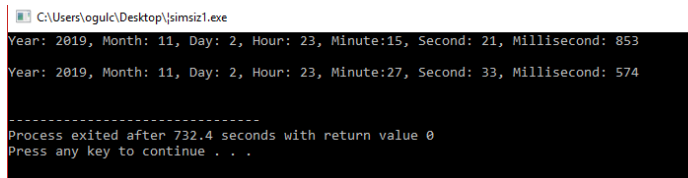 C:\Users\ogulc\Desktop\¦simsiz1.exe
Year: 2019, Month: 11, Day: 2, Hour: 23, Minute:15, Second: 21, Millisecond: 853
Year: 2019, Month: 11, Day: 2, Hour: 23, Minute:27, Second: 33, Millisecond: 574
--------------------------------
Process exited after 732.4 seconds with return value 0
Press any key to continue . . .